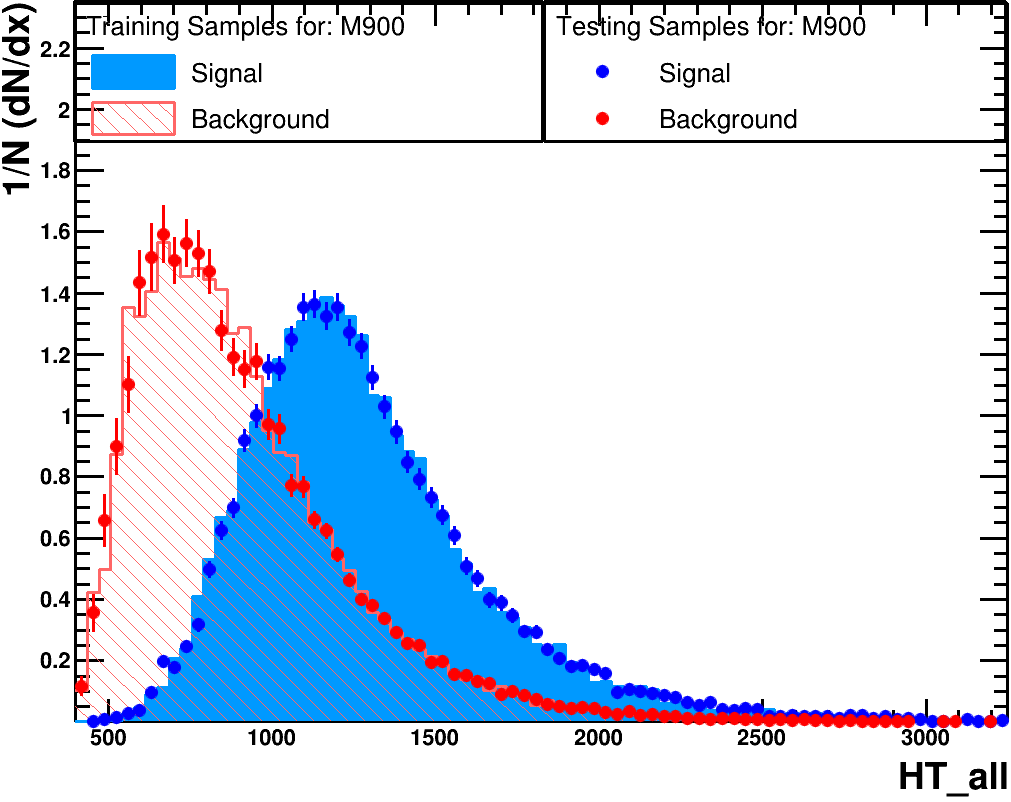 1/N (dN/dx)
Training Samples for: M900
Signal
Background
Testing Samples for: M900
Signal
Background
2.2
2
1.8
1.6
1.4
1.2
1
0.8
0.6
0.4
0.2
500 1000 1500 2000 2500 3000
HT_all